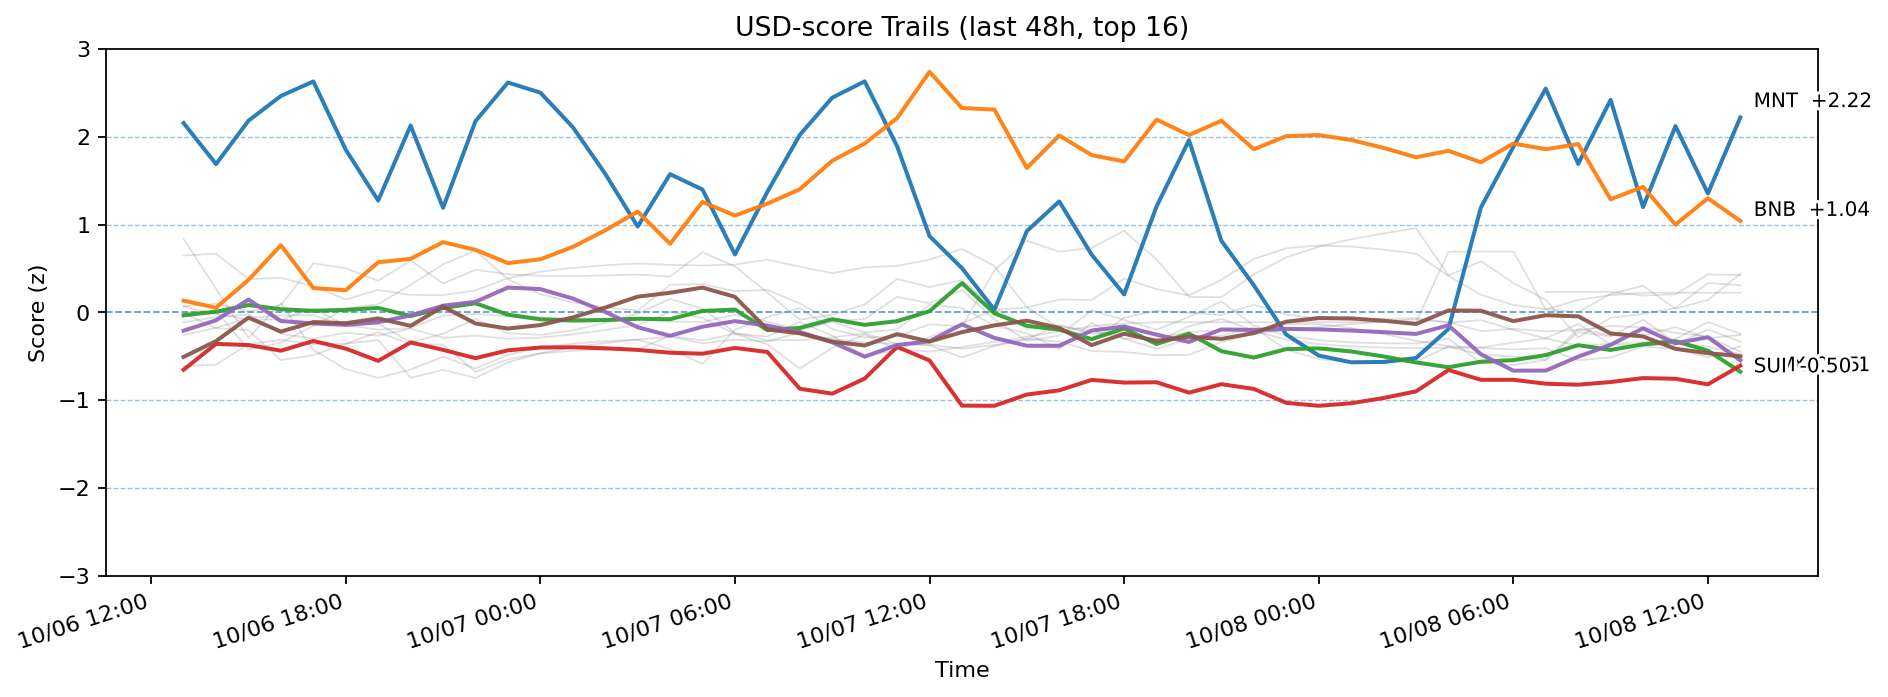 USD-score Trails (last 48h, top 16)
Score (z)
3
2
1
0
−1
−2
−3
MNT +2.22
BNB +1.04
SUI -0.50
10/06 12:00
10/06 18:00
10/07 00:00
10/07 06:00
10/07 12:00
10/07 18:00
10/08 00:00
10/08 06:00
10/08 12:00
Time